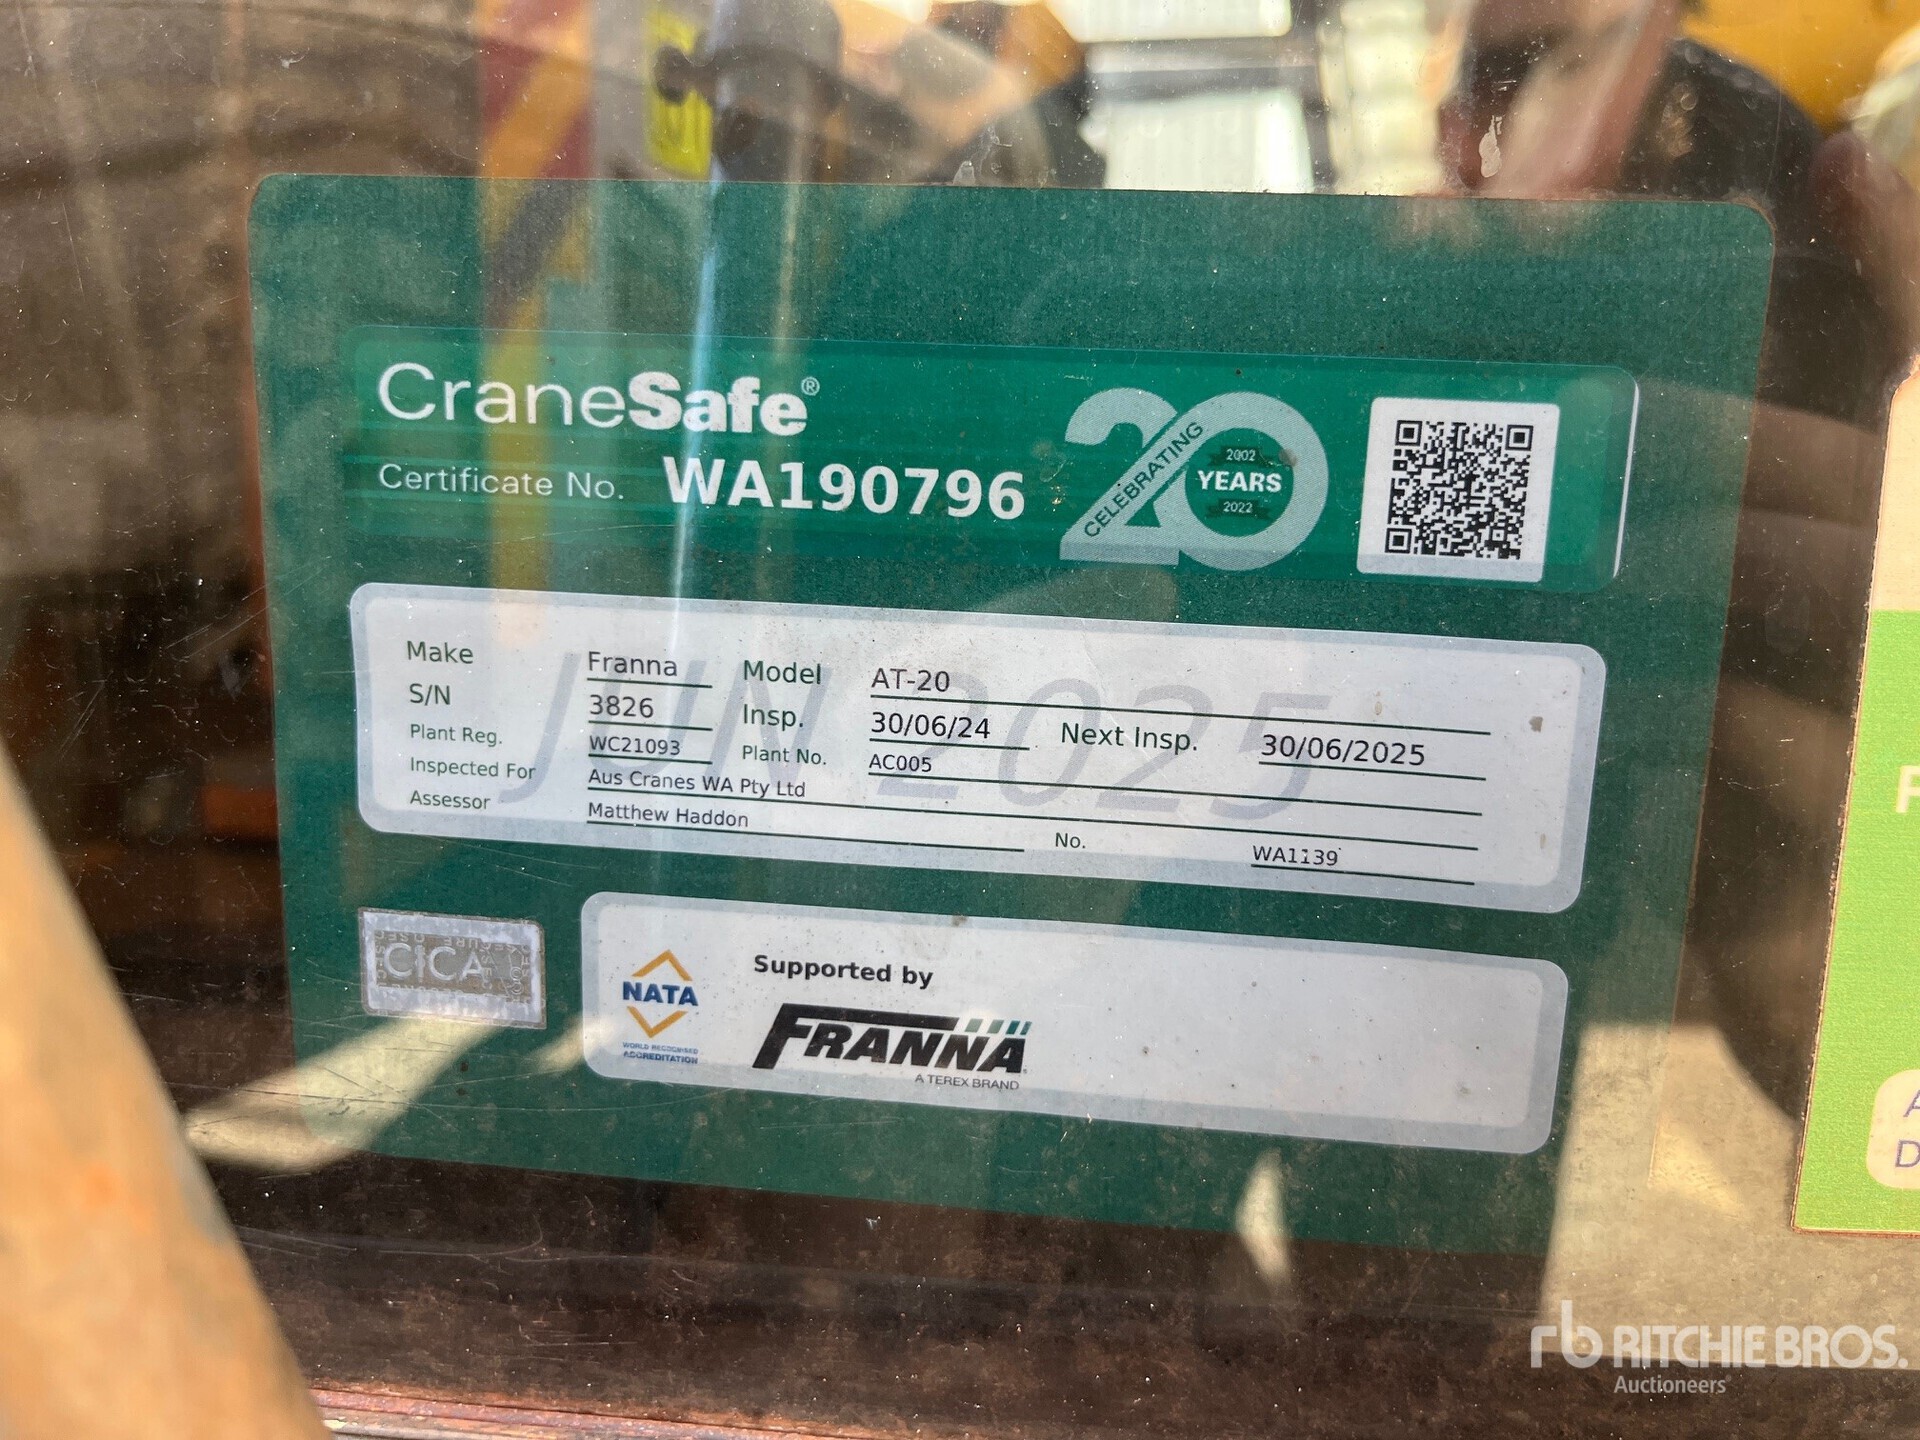 CraneSafe®
Certificate No. WA190796
CELEBRATING
20
2002
YEARS
2022
JUN 2025
Make Franna Model AT-20
S/N 3826 Insp. 30/06/24 Next Insp. 30/06/2025
Plant Reg. WC21093 Plant No. AC005
Inspected For Aus Cranes WA Pty Ltd
Assessor Matthew Haddon No. WA1139
CICA
NATA
WORLD RECOGNISED
ACCREDITATION
Supported by
FRANNA
A TEREX BRAND
rb RITCHIE BROS.
Auctioneers